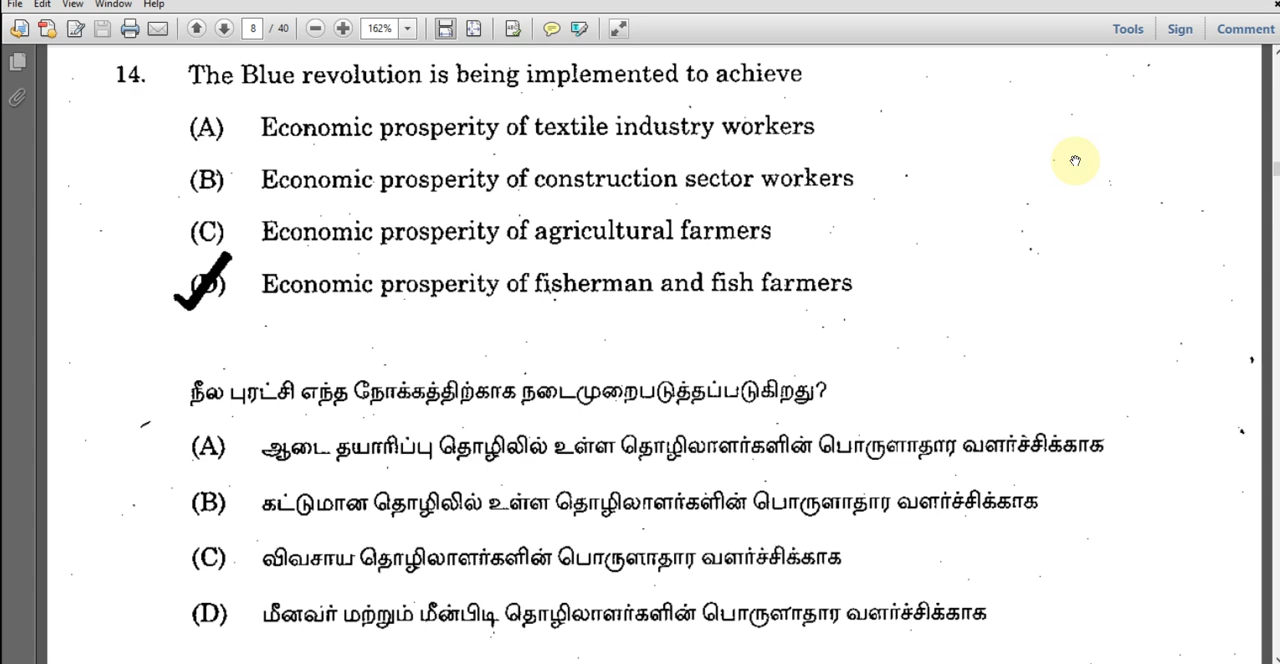 File Edit View Window Help
8 / 40 162% Tools Sign Comment
14. The Blue revolution is being implemented to achieve
(A) Economic prosperity of textile industry workers
(B) Economic prosperity of construction sector workers
(C) Economic prosperity of agricultural farmers
(D) Economic prosperity of fisherman and fish farmers
நீல புரட்சி எந்த நோக்கத்திற்காக நடைமுறைபடுத்தப்படுகிறது?
(A) ஆடை தயாரிப்பு தொழிலில் உள்ள தொழிலாளர்களின் பொருளாதார வளர்ச்சிக்காக
(B) கட்டுமான தொழிலில் உள்ள தொழிலாளர்களின் பொருளாதார வளர்ச்சிக்காக
(C) விவசாய தொழிலாளர்களின் பொருளாதார வளர்ச்சிக்காக
(D) மீனவர் மற்றும் மீன்பிடி தொழிலாளர்களின் பொருளாதார வளர்ச்சிக்காக